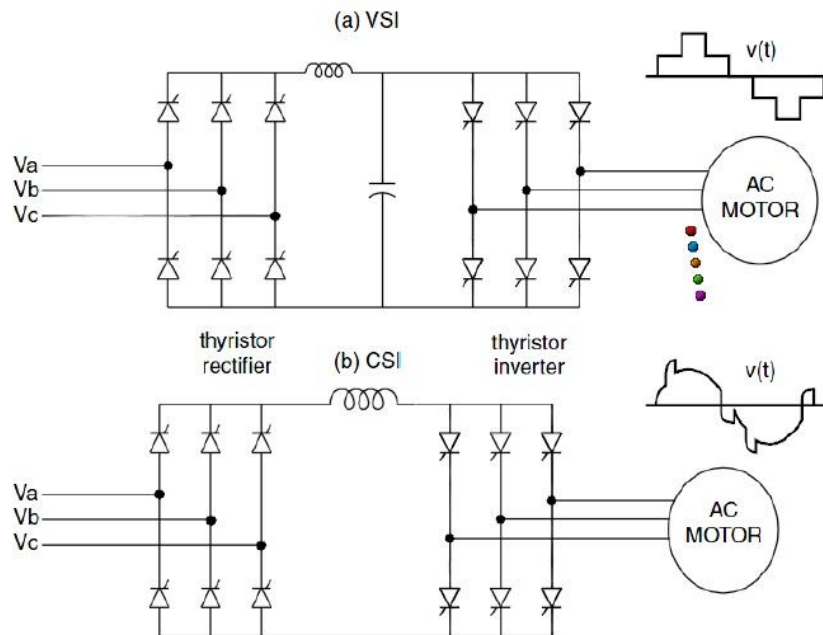 (a) VSI
v(t)
Va
Vb
Vc
AC
MOTOR
thyristor
rectifier
thyristor
inverter
(b) CSI
v(t)
Va
Vb
Vc
AC
MOTOR